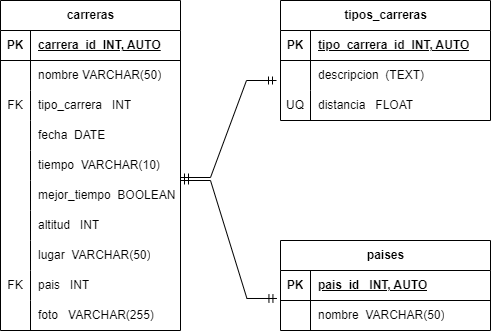 carreras
PK carrera_id INT, AUTO
nombre VARCHAR(50)
FK tipo_carrera INT
fecha DATE
tiempo VARCHAR(10)
mejor_tiempo BOOLEAN
altitud INT
lugar VARCHAR(50)
FK pais INT
foto VARCHAR(255)
tipos_carreras
PK tipo_carrera_id INT, AUTO
descripcion (TEXT)
UQ distancia FLOAT
paises
PK pais_id INT, AUTO
nombre VARCHAR(50)